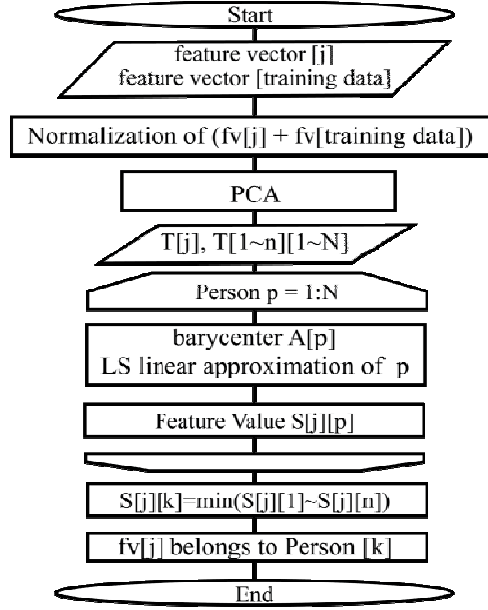 Start
feature vector [j]
feature vector [training data]
Normalization of (fv[j] + fv[training data])
PCA
T[j], T[1~n][1~N]
Person p = 1:N
barycenter A[p]
LS linear approximation of p
Feature Value S[j][p]
S[j][k]=min(S[j][1]~S[j][n])
fv[j] belongs to Person [k]
End